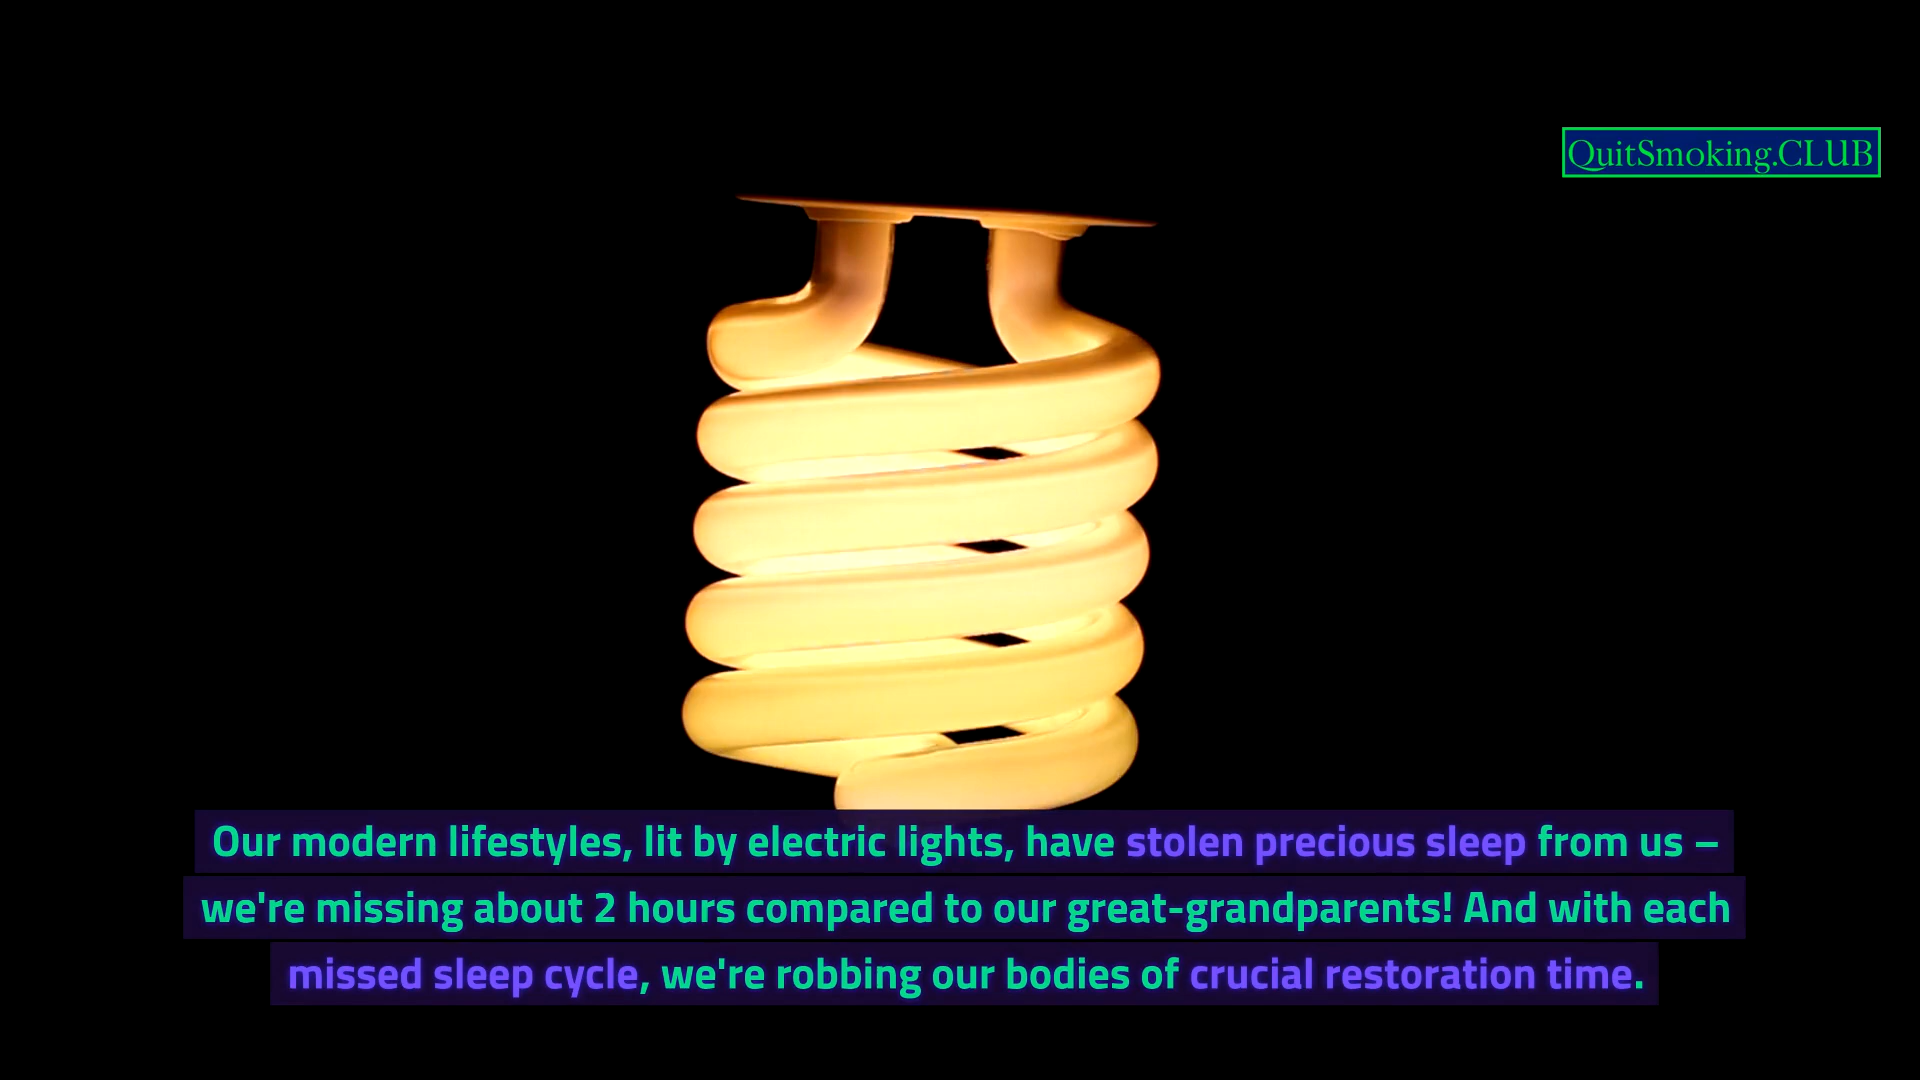 QuitSmoking.CLUB
Our modern lifestyles, lit by electric lights, have stolen precious sleep from us –
we're missing about 2 hours compared to our great-grandparents! And with each
missed sleep cycle, we're robbing our bodies of crucial restoration time.